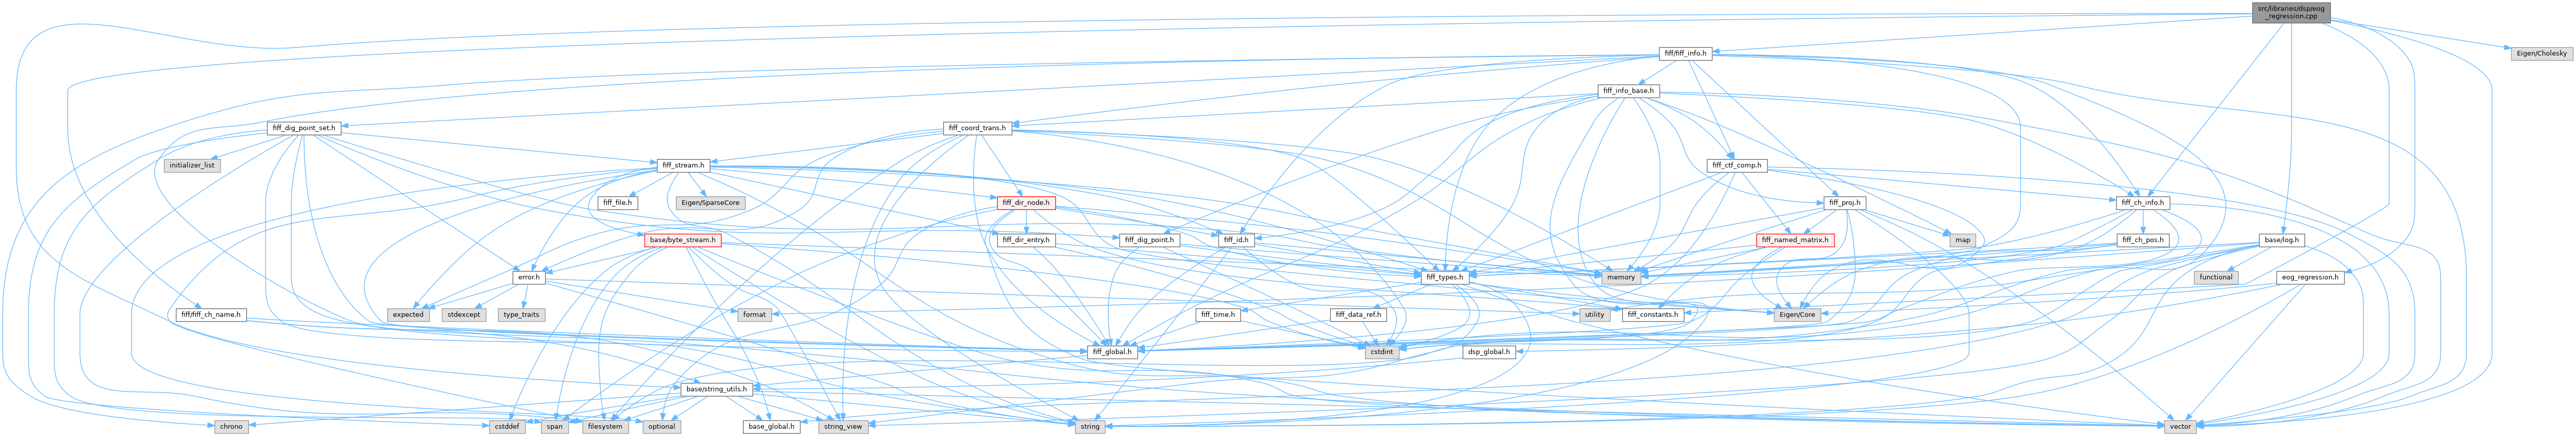 src/libraries/dsp/eog
_regression.cpp
fiff/fiff_info.h
Eigen/Cholesky
fiff_info_base.h
fiff_dig_point_set.h
fiff_coord_trans.h
initializer_list
fiff_stream.h
fiff_ctf_comp.h
fiff_file.h
Eigen/SparseCore
fiff_dir_node.h
fiff_proj.h
fiff_ch_info.h
base/byte_stream.h
fiff_dir_entry.h
fiff_dig_point.h
fiff_id.h
fiff_named_matrix.h
map
fiff_ch_pos.h
base/log.h
error.h
fiff_types.h
memory
functional
eog_regression.h
fiff/fiff_ch_name.h
expected
stdexcept
type_traits
format
utility
fiff_time.h
fiff_data_ref.h
fiff_constants.h
Eigen/Core
fiff_global.h
cstdint
dsp_global.h
base/string_utils.h
chrono
cstddef
span
filesystem
optional
base_global.h
string_view
string
vector